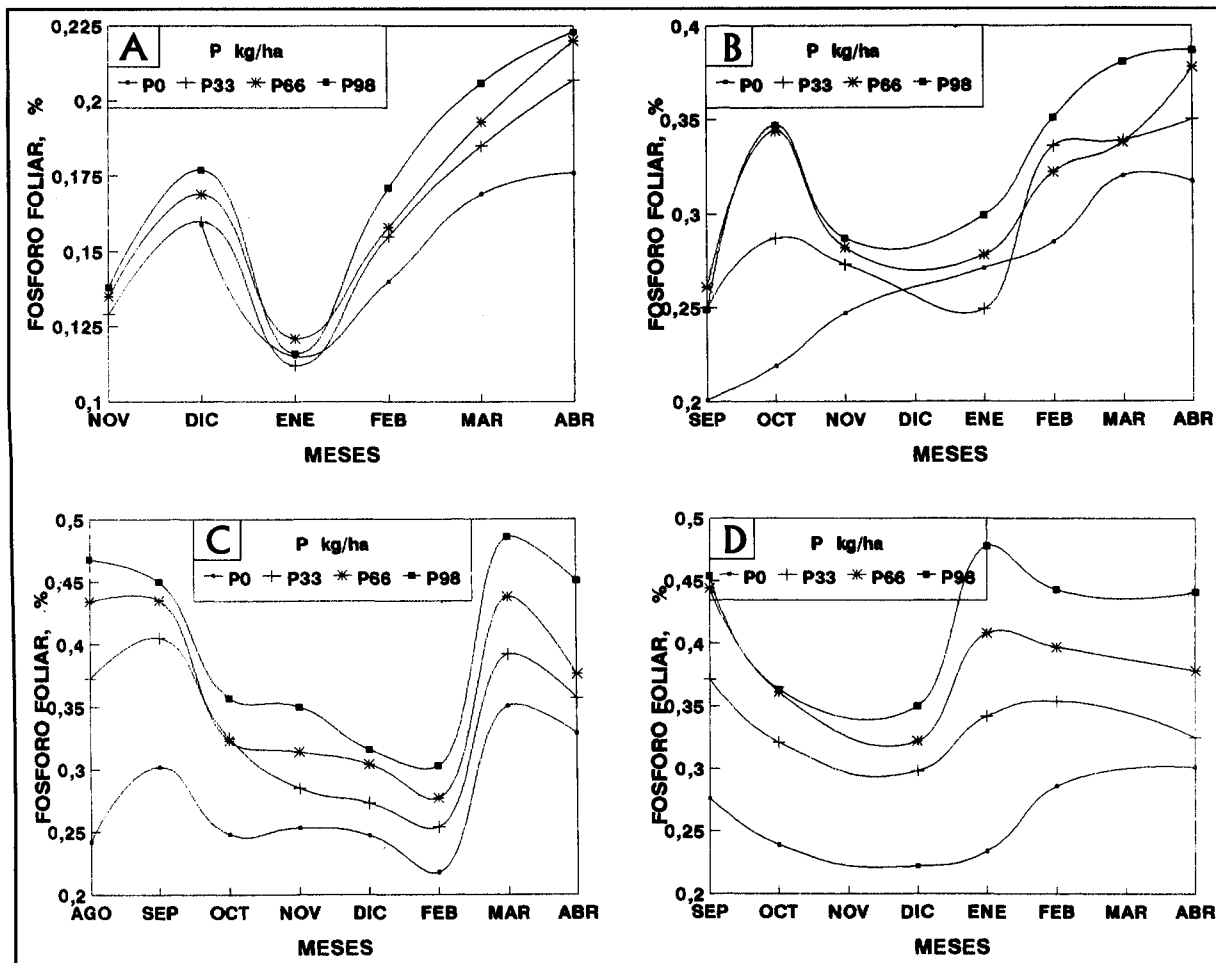 A
P kg/ha
P0 P33 P66 P98
FOSFORO FOLIAR, %
0,225
0,2
0,175
0,15
0,125
0,1
NOV DIC ENE FEB MAR ABR
MESES
B
P kg/ha
P0 P33 P66 P98
FOSFORO FOLIAR, %
0,4
0,35
0,3
0,25
0,2
SEP OCT NOV ENE FEB MAR ABR
MESES
C
P kg/ha
P0 P33 P66 P98
FOSFORO FOLIAR, %
0,5
0,45
0,4
0,35
0,3
0,25
0,2
AGO SEP OCT NOV DIC FEB MAR ABR
MESES
D
P kg/ha
P0 P33 P66 P98
FOSFORO FOLIAR, %
0,5
0,45
0,4
0,35
0,3
0,25
0,2
SEP OCT NOV DIC ENE FEB MAR ABR
MESES